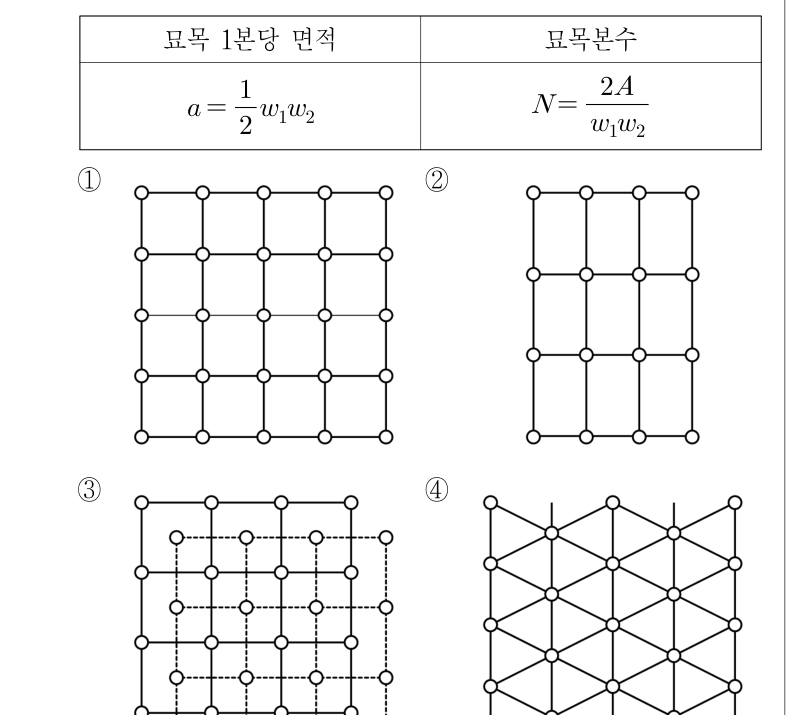 묘목 1본당 면적 묘목본수
a = 1/2 w₁w₂ N = 2A / w₁w₂
① ②
③ ④